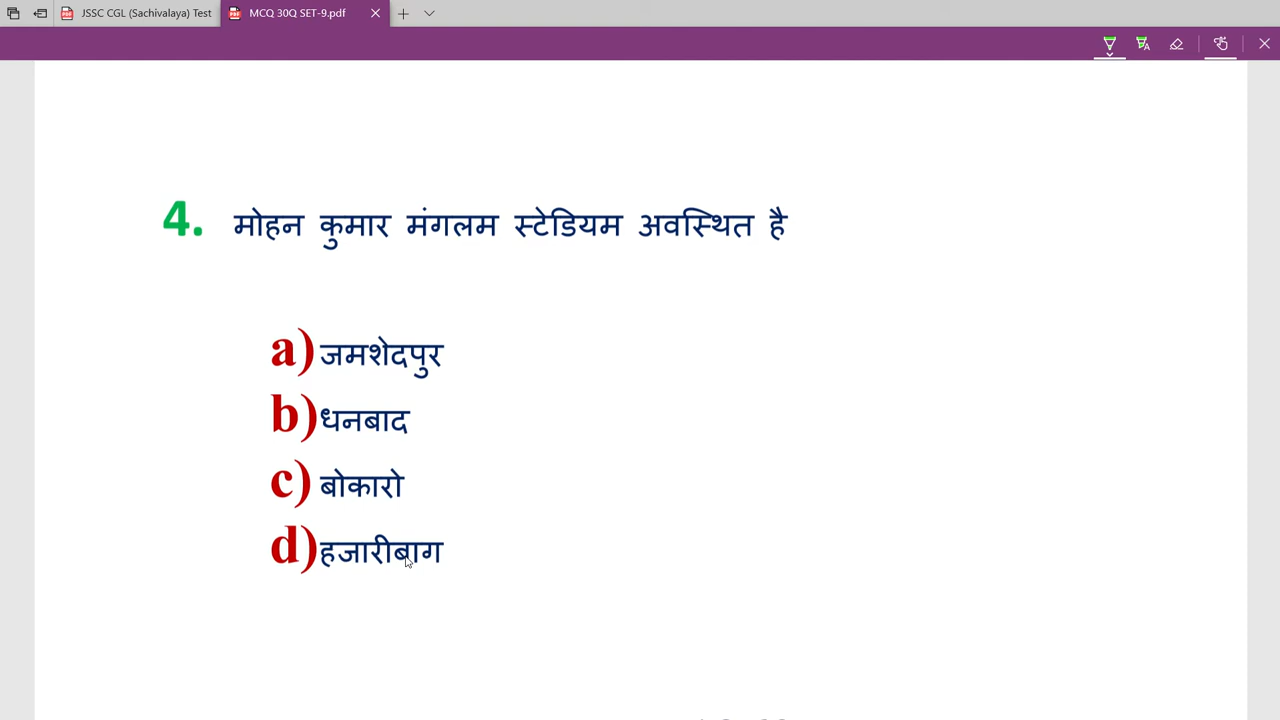 JSSC CGL (Sachivalaya) Test
MCQ 30Q SET-9.pdf
4. मोहन कुमार मंगलम स्टेडियम अवस्थित है
a) जमशेदपुर
b) धनबाद
c) बोकारो
d) हजारीबाग